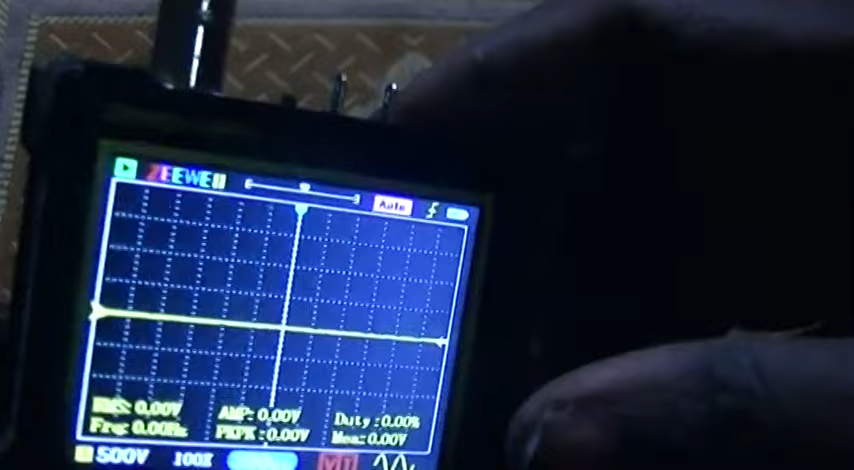 ZEEWEII Auto
RMS: 0.00V AMP: 0.00V Duty: 0.00%
Frq: 0.00Hz PKPK: 0.00V Mea: 0.00V
500V 100X